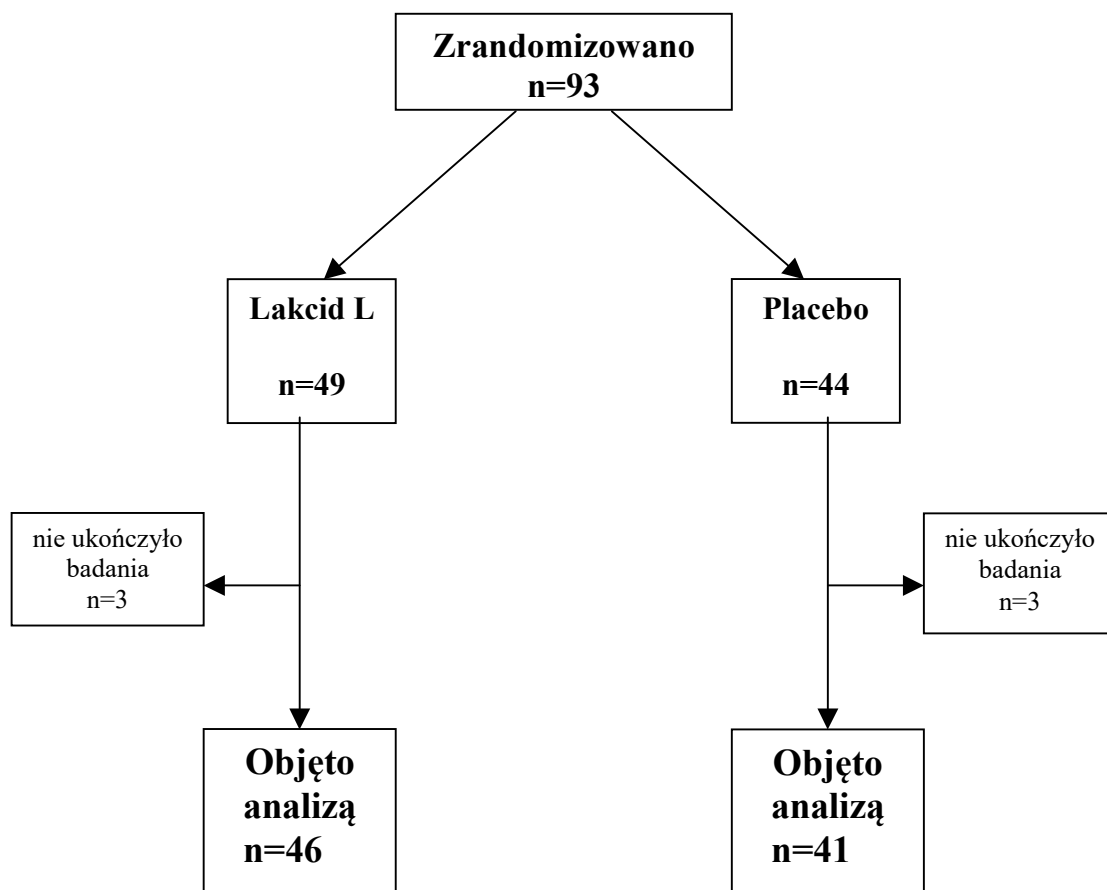 Zrandomizowano
n=93
Lakcid L
n=49
Placebo
n=44
nie ukończyło
badania
n=3
nie ukończyło
badania
n=3
Objęto
analizą
n=46
Objęto
analizą
n=41